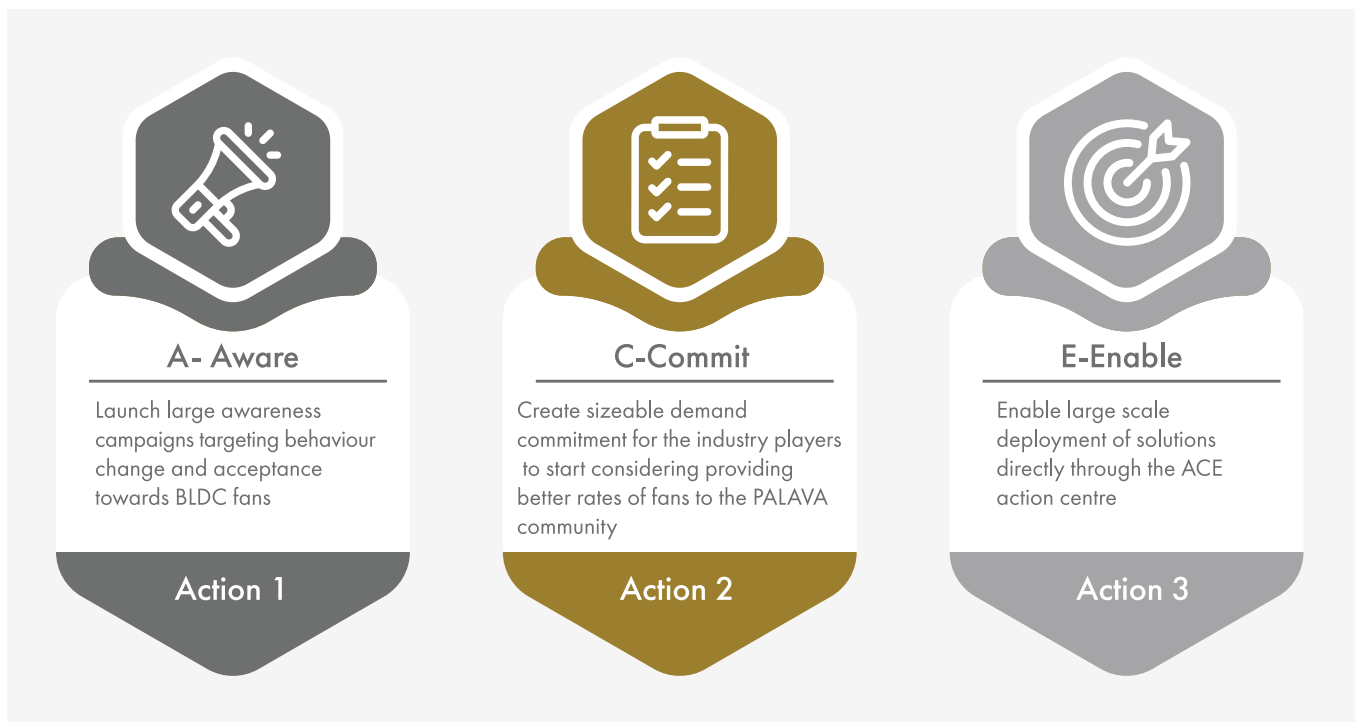 A- Aware
Launch large awareness
campaigns targeting behaviour
change and acceptance
towards BLDC fans
Action 1
C-Commit
Create sizeable demand
commitment for the industry players
to start considering providing
better rates of fans to the PALAVA
community
Action 2
E-Enable
Enable large scale
deployment of solutions
directly through the ACE
action centre
Action 3